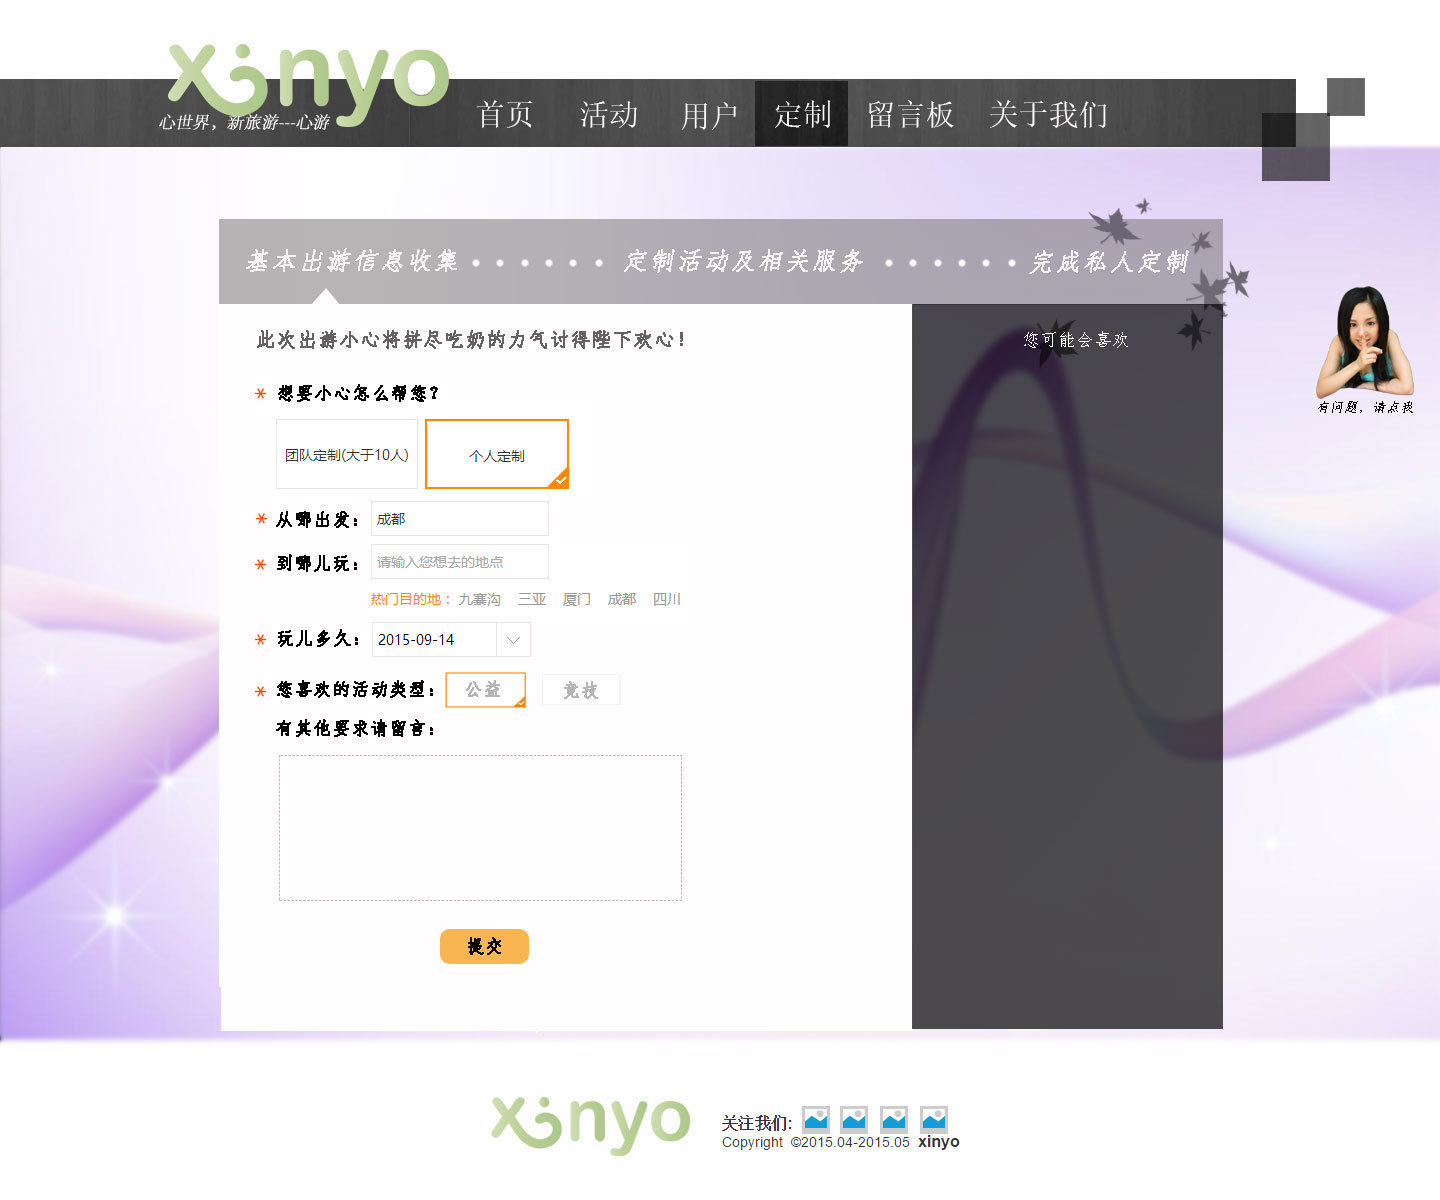 xinyo
心世界，新旅游---心游
首页 活动 用户 定制 留言板 关于我们
基本出游信息收集 定制活动及相关服务 完成私人定制
此次出游小心将拼尽吃奶的力气讨得陛下欢心！
您可能会喜欢
* 想要小心怎么帮您？
团队定制(大于10人) 个人定制
有问题，请点我
* 从哪出发： 成都
* 到哪儿玩： 请输入您想去的地点
热门目的地： 九寨沟 三亚 厦门 成都 四川
* 玩儿多久： 2015-09-14
* 您喜欢的活动类型： 公益 竞技
有其他要求请留言：
提交
xinyo
关注我们:
Copyright ©2015.04-2015.05 xinyo